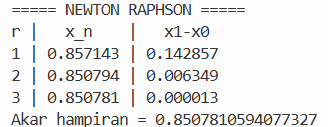 ===== NEWTON RAPHSON =====
r | x_n | x1-x0
1 | 0.857143 | 0.142857
2 | 0.850794 | 0.006349
3 | 0.850781 | 0.000013
Akar hampiran = 0.8507810594077327